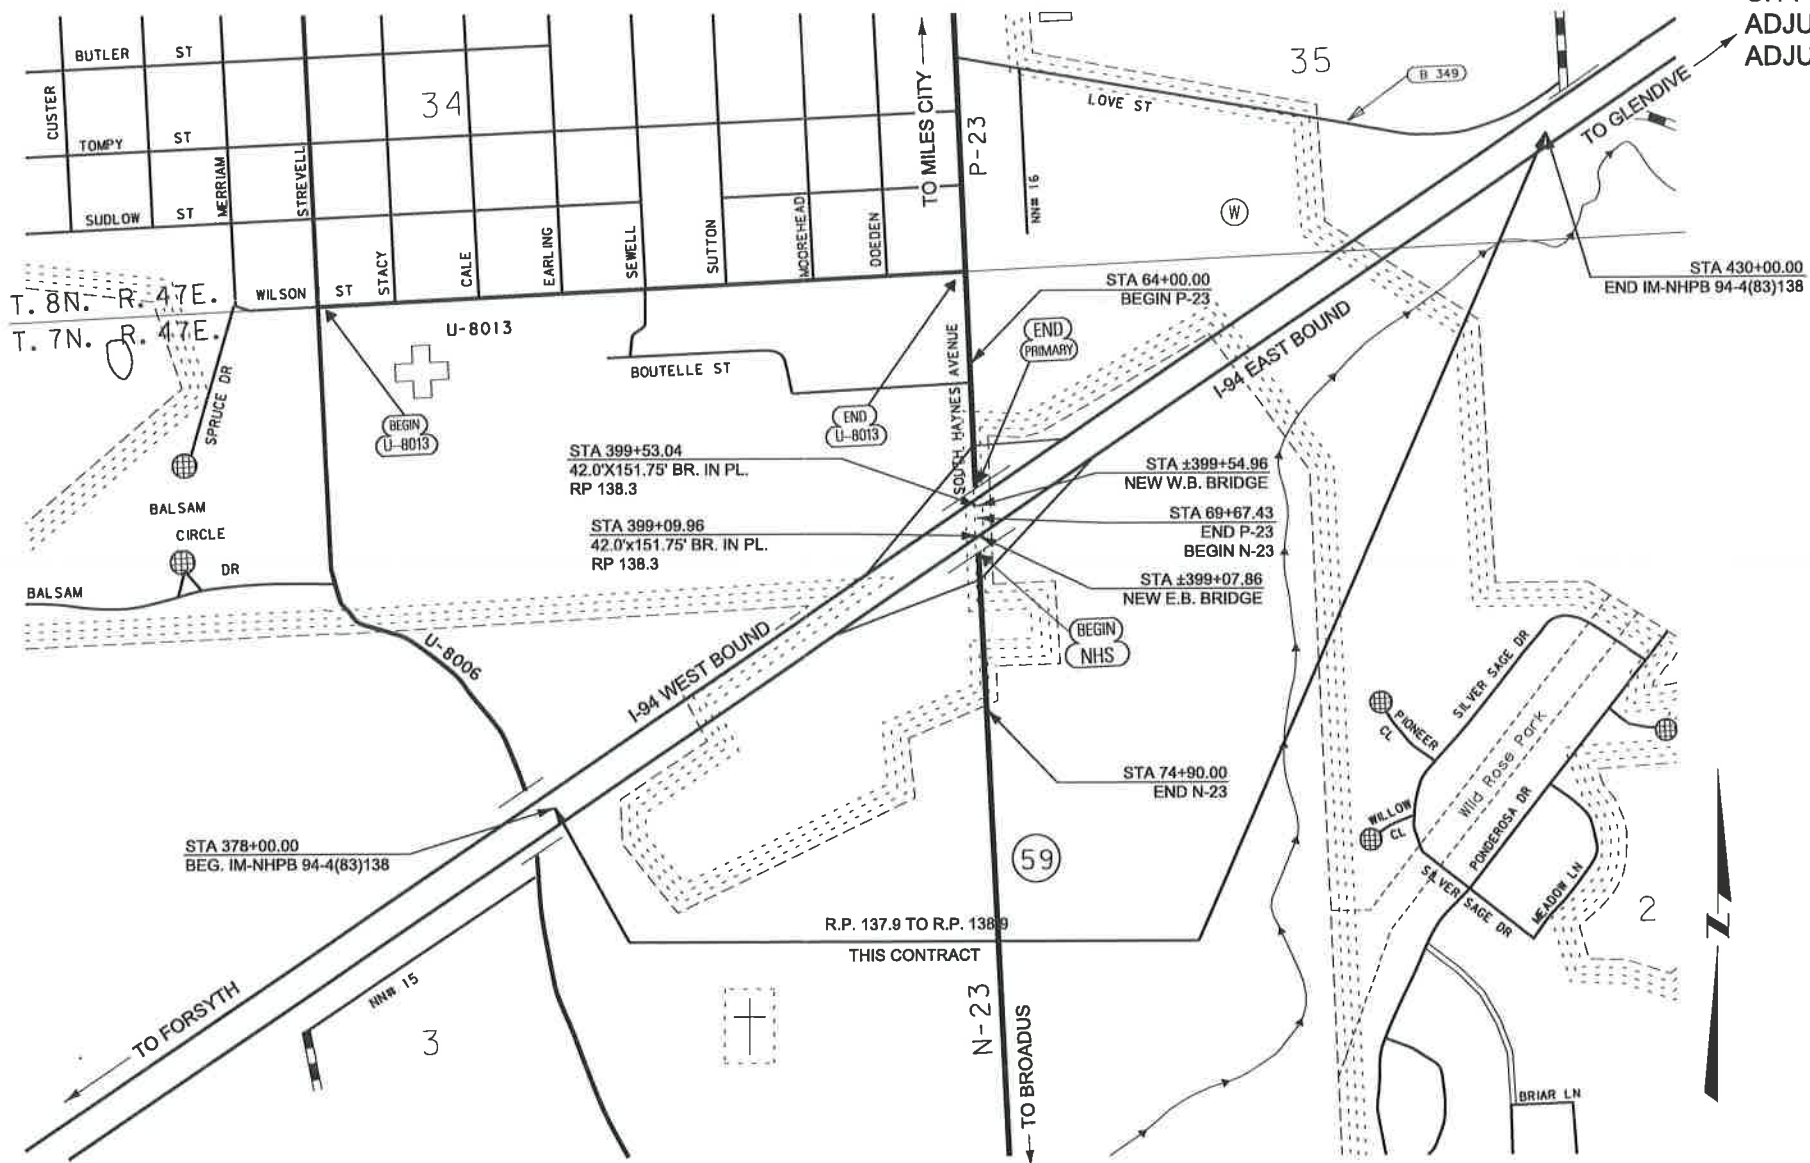 ADJU
ADJU
BUTLER ST
CUSTER
34
TOMPY ST
MERRIAM
STREVELL
SUDLOW ST
TO MILES CITY
P-23
35
B 349
LOVE ST
TO GLENDIVE
NN# 16
W
STACY
CALE
EARLING
SEWELL
SUTTON
MOOREHEAD
DOEDEN
T. 8N. R. 47E.
T. 7N. R. 47E.
WILSON ST
U-8013
STA 64+00.00
BEGIN P-23
STA 430+00.00
END IM-NHPB 94-4(83)138
END
PRIMARY
SOUTH HAYNES AVENUE
I-94 EAST BOUND
BOUTELLE ST
SPRUCE DR
BEGIN
U-8013
END
U-8013
STA 399+53.04
42.0'X151.75' BR. IN PL.
RP 138.3
STA ±399+54.96
NEW W.B. BRIDGE
STA 399+09.96
42.0'x151.75' BR. IN PL.
RP 138.3
STA 69+67.43
END P-23
BEGIN N-23
STA ±399+07.86
NEW E.B. BRIDGE
BALSAM
CIRCLE
BALSAM DR
U-8006
I-94 WEST BOUND
BEGIN
NHS
SILVER SAGE DR
PIONEER
CL
Wild Rose Park
STA 74+90.00
END N-23
WILLOW
CL
PONDEROSA DR
SILVER SAGE DR
MEADOW LN
STA 378+00.00
BEG. IM-NHPB 94-4(83)138
59
2
R.P. 137.9 TO R.P. 138.9
THIS CONTRACT
NN# 15
TO FORSYTH
3
N-23
TO BROADUS
BRIAR LN
Z